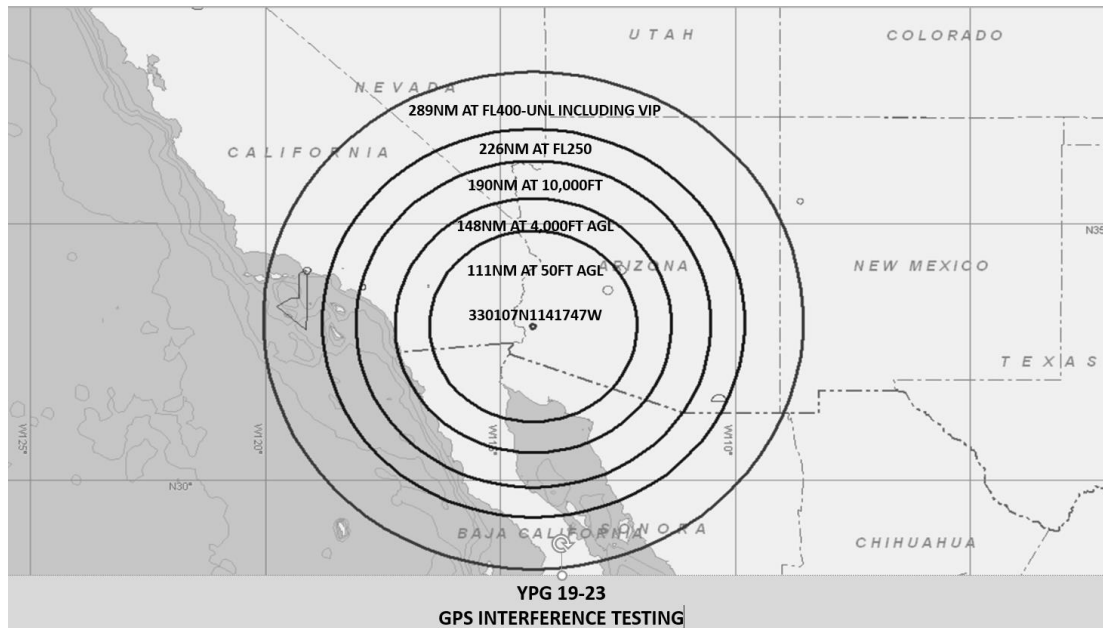 UTAH
COLORADO
NEVADA
289NM AT FL400-UNL INCLUDING VIP
CALIFORNIA
226NM AT FL250
190NM AT 10,000FT
148NM AT 4,000FT AGL
N35
111NM AT 50FT AGL
ARIZONA
NEW MEXICO
330107N1141747W
TEXAS
W125°
W120°
W115°
W110°
N30°
BAJA CALIFORNIA
SONORA
CHIHUAHUA
YPG 19-23
GPS INTERFERENCE TESTING